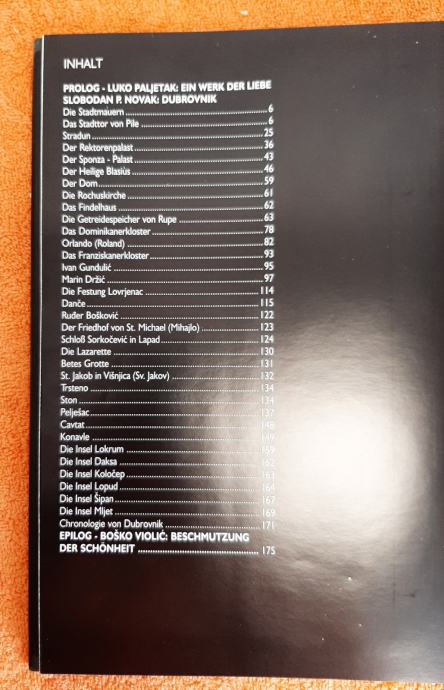 INHALT
PROLOG - LUKO PALJETAK: EIN WERK DER LIEBE
SLOBODAN P. NOVAK: DUBROVNIK
Die Stadtmauern 6
Das Stadttor von Pile 6
Stradun 25
Der Rektorenpalast 36
Der Sponza - Palast 43
Der Heilige Blasius 46
Der Dom 59
Die Rochuskirche 61
Das Findelhaus 62
Die Getreidespeicher von Rupe 63
Das Dominikanerkloster 78
Orlando (Roland) 82
Das Franziskanerkloster 93
Ivan Gundulić 95
Marin Držić 97
Die Festung Lovrjenac 114
Danče 115
Ruđer Bošković 122
Der Friedhof von St. Michael (Mihajlo) 123
Schloß Sorkočević in Lapad 124
Die Lazarette 130
Betes Grotte 131
St. Jakob in Višnjica (Sv. Jakov) 132
Trsteno 134
Ston 134
Pelješac 137
Cavtat 148
Konavle 149
Die Insel Lokrum 159
Die Insel Daksa 162
Die Insel Koločep 163
Die Insel Lopud 164
Die Insel Šipan 167
Die Insel Mljet 169
Chronologie von Dubrovnik 171
EPILOG - BOŠKO VIOLIĆ: BESCHMUTZUNG
DER SCHÖNHEIT 175